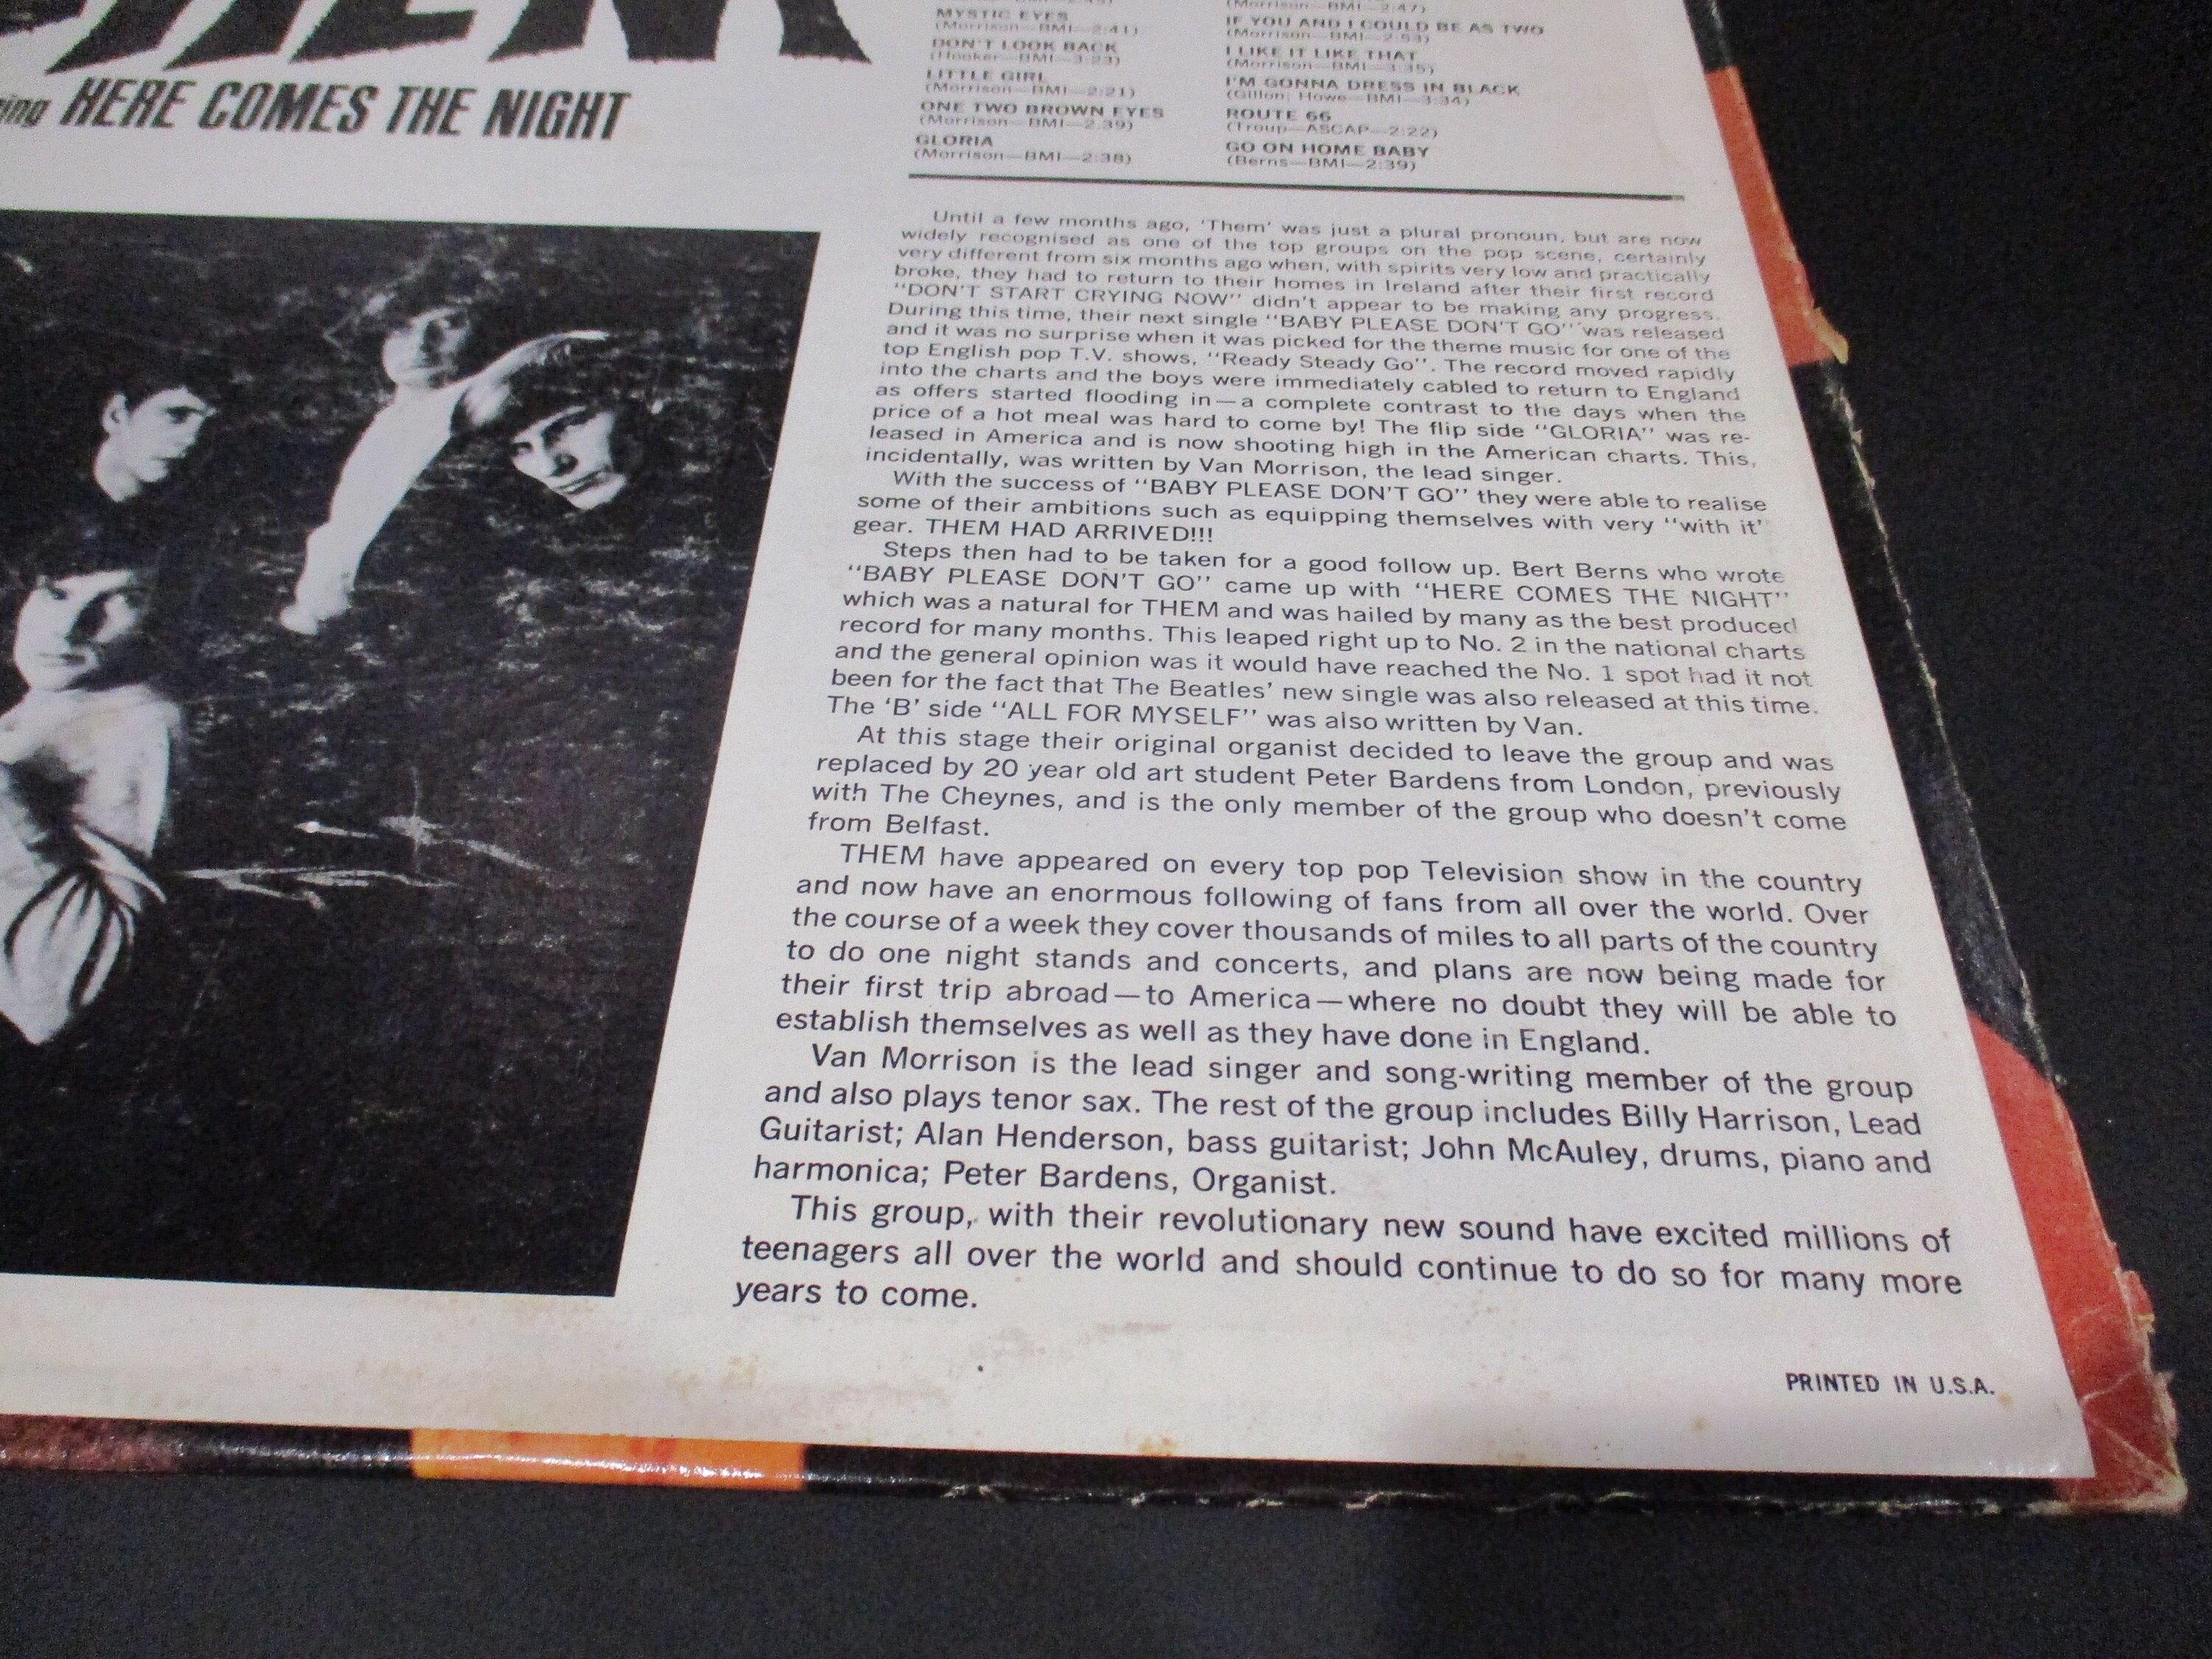 HERE COMES THE NIGHT
MYSTIC EYES
(Morrison—BMI—2:41)
DON'T LOOK BACK
(Hooker—BMI—3:23)
LITTLE GIRL
(Morrison—BMI—2:21)
ONE TWO BROWN EYES
(Morrison—BMI—2:39)
GLORIA
(Morrison—BMI—2:38)
(Morrison—BMI—2:47)
IF YOU AND I COULD BE AS TWO
(Morrison—BMI—2:53)
I LIKE IT LIKE THAT
(Morrison—BMI—3:35)
I'M GONNA DRESS IN BLACK
(Gillon; Howe—BMI—3:34)
ROUTE 66
(Troup—ASCAP—2:22)
GO ON HOME BABY
(Berns—BMI—2:39)
Until a few months ago, 'Them' was just a plural pronoun, but are now
widely recognised as one of the top groups on the pop scene, certainly
very different from six months ago when, with spirits very low and practically
broke, they had to return to their homes in Ireland after their first record
"DON'T START CRYING NOW" didn't appear to be making any progress.
During this time, their next single "BABY PLEASE DON'T GO" was released
and it was no surprise when it was picked for the theme music for one of the
top English pop T.V. shows, "Ready Steady Go". The record moved rapidly
into the charts and the boys were immediately cabled to return to England
as offers started flooding in—a complete contrast to the days when the
price of a hot meal was hard to come by! The flip side "GLORIA" was re-
leased in America and is now shooting high in the American charts. This,
incidentally, was written by Van Morrison, the lead singer.
With the success of "BABY PLEASE DON'T GO" they were able to realise
some of their ambitions such as equipping themselves with very "with it'
gear. THEM HAD ARRIVED!!!
Steps then had to be taken for a good follow up. Bert Berns who wrote
"BABY PLEASE DON'T GO" came up with "HERE COMES THE NIGHT"
which was a natural for THEM and was hailed by many as the best produced
record for many months. This leaped right up to No. 2 in the national charts
and the general opinion was it would have reached the No. 1 spot had it not
been for the fact that The Beatles' new single was also released at this time.
The 'B' side "ALL FOR MYSELF" was also written by Van.
At this stage their original organist decided to leave the group and was
replaced by 20 year old art student Peter Bardens from London, previously
with The Cheynes, and is the only member of the group who doesn't come
from Belfast.
THEM have appeared on every top pop Television show in the country
and now have an enormous following of fans from all over the world. Over
the course of a week they cover thousands of miles to all parts of the country
to do one night stands and concerts, and plans are now being made for
their first trip abroad—to America—where no doubt they will be able to
establish themselves as well as they have done in England.
Van Morrison is the lead singer and song-writing member of the group
and also plays tenor sax. The rest of the group includes Billy Harrison, Lead
Guitarist; Alan Henderson, bass guitarist; John McAuley, drums, piano and
harmonica; Peter Bardens, Organist.
This group, with their revolutionary new sound have excited millions of
teenagers all over the world and should continue to do so for many more
years to come.
PRINTED IN U.S.A.